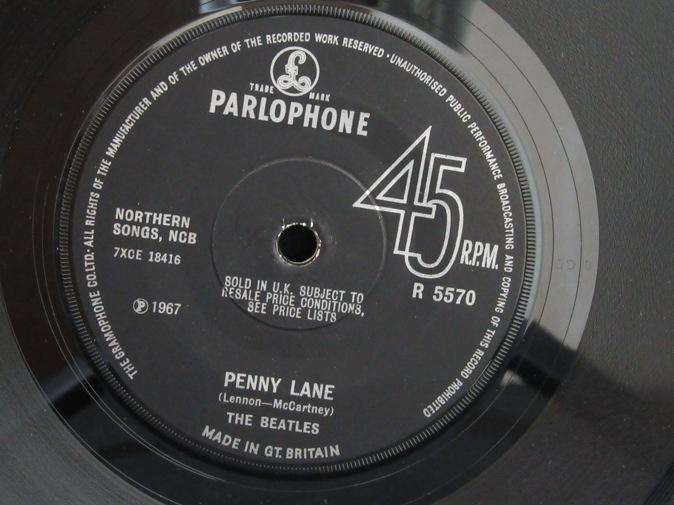 THE GRAMOPHONE CO.LTD. ALL RIGHTS OF THE MANUFACTURER AND OF THE OWNER OF THE RECORDED WORK RESERVED · UNAUTHORISED PUBLIC PERFORMANCE BROADCASTING AND COPYING OF THIS RECORD PROHIBITED
£
TRADE MARK
PARLOPHONE
45
R.P.M.
NORTHERN
SONGS, NCB
7XCE 18416
R 5570
SOLD IN U.K. SUBJECT TO
RESALE PRICE CONDITIONS,
SEE PRICE LISTS
Ⓟ 1967
PENNY LANE
(Lennon—McCartney)
THE BEATLES
MADE IN GT. BRITAIN